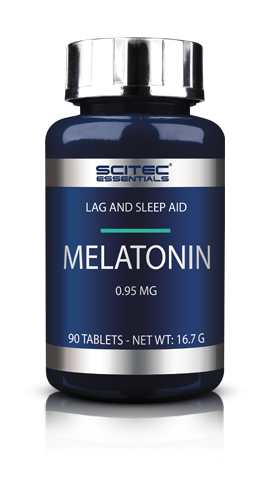 SCITEC
ESSENTIALS
LAG AND SLEEP AID
MELATONIN
0.95 MG
90 TABLETS - NET WT: 16.7 G